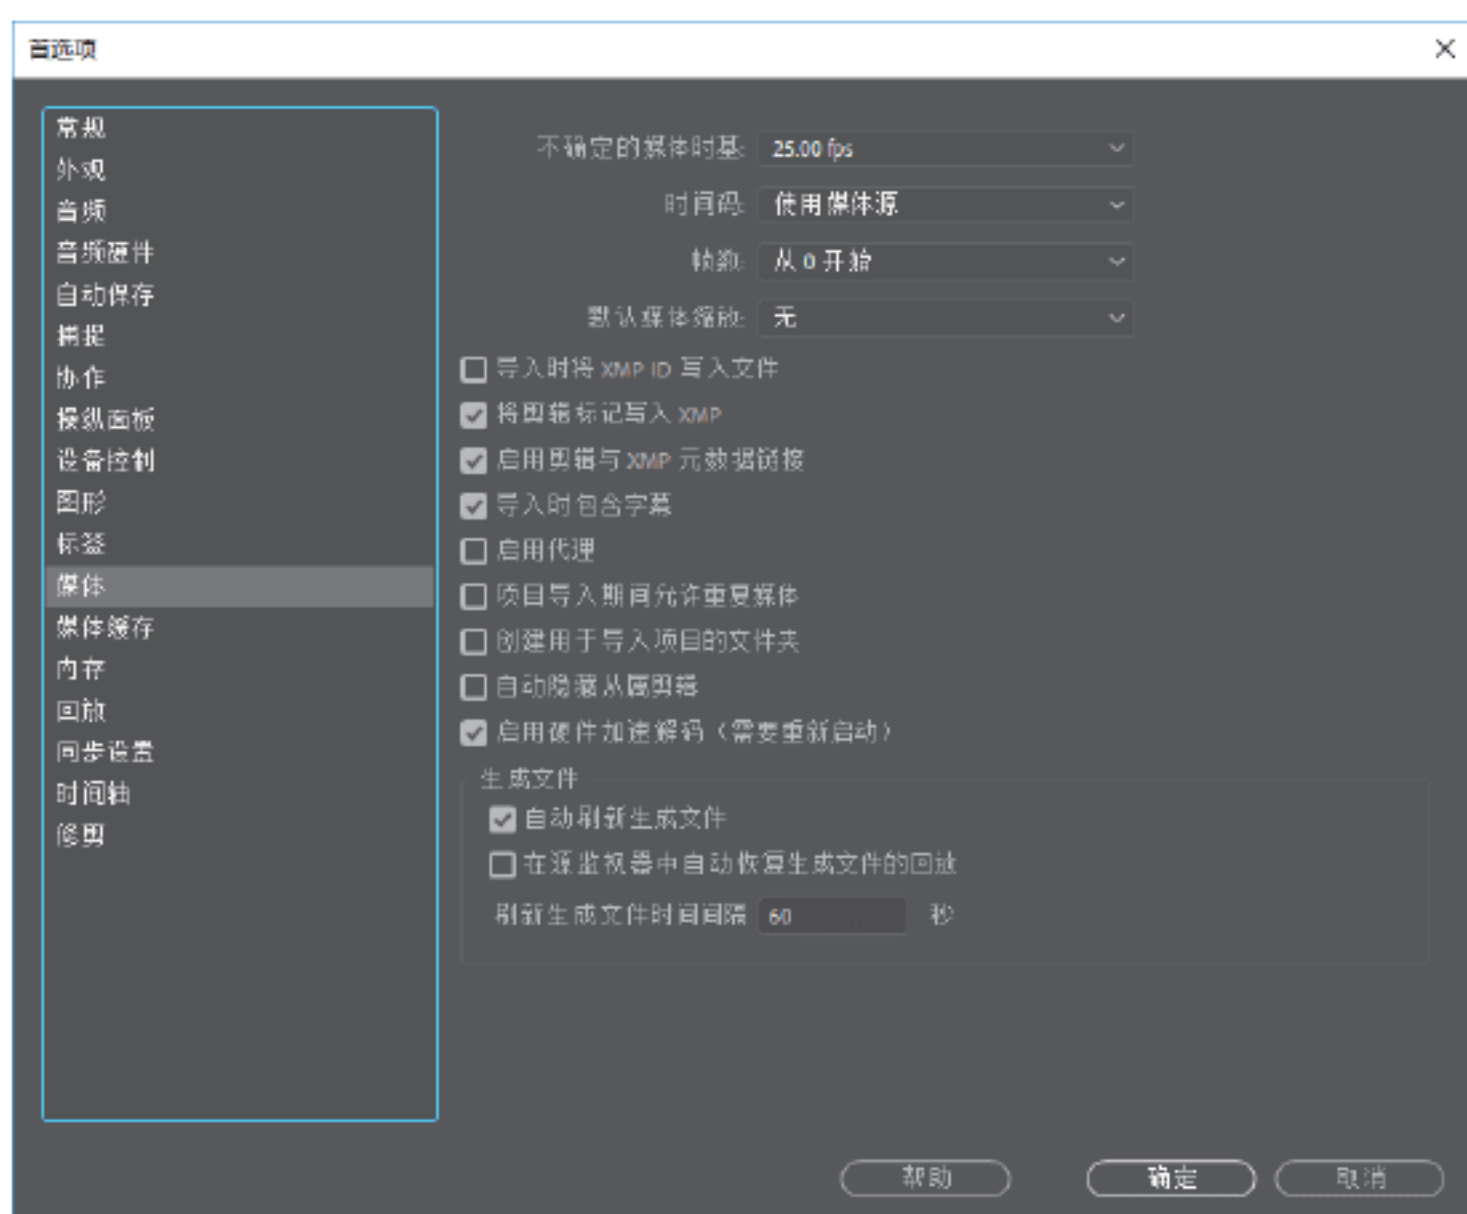 首选项
常规
外观
音频
音频硬件
自动保存
捕捉
协作
操纵面板
设备控制
图形
标签
媒体
媒体缓存
内存
回放
同步设置
时间轴
修剪
不确定的媒体时基: 25.00 fps
时间码: 使用媒体源
帧数: 从 0 开始
默认媒体缩放: 无
导入时将 XMP ID 写入文件
将剪辑标记写入 XMP
启用剪辑与 XMP 元数据链接
导入时包含字幕
启用代理
项目导入期间允许重复媒体
创建用于导入项目的文件夹
自动隐藏从属剪辑
启用硬件加速解码（需要重新启动）
生成文件
自动刷新生成文件
在源监视器中自动恢复生成文件的回放
刷新生成文件时间间隔 60 秒
帮助 确定 取消